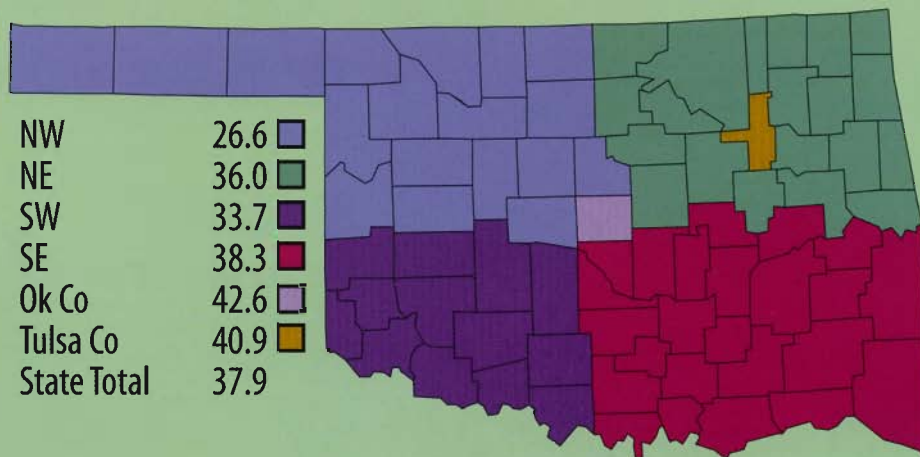 NW 26.6
NE 36.0
SW 33.7
SE 38.3
Ok Co 42.6
Tulsa Co 40.9
State Total 37.9